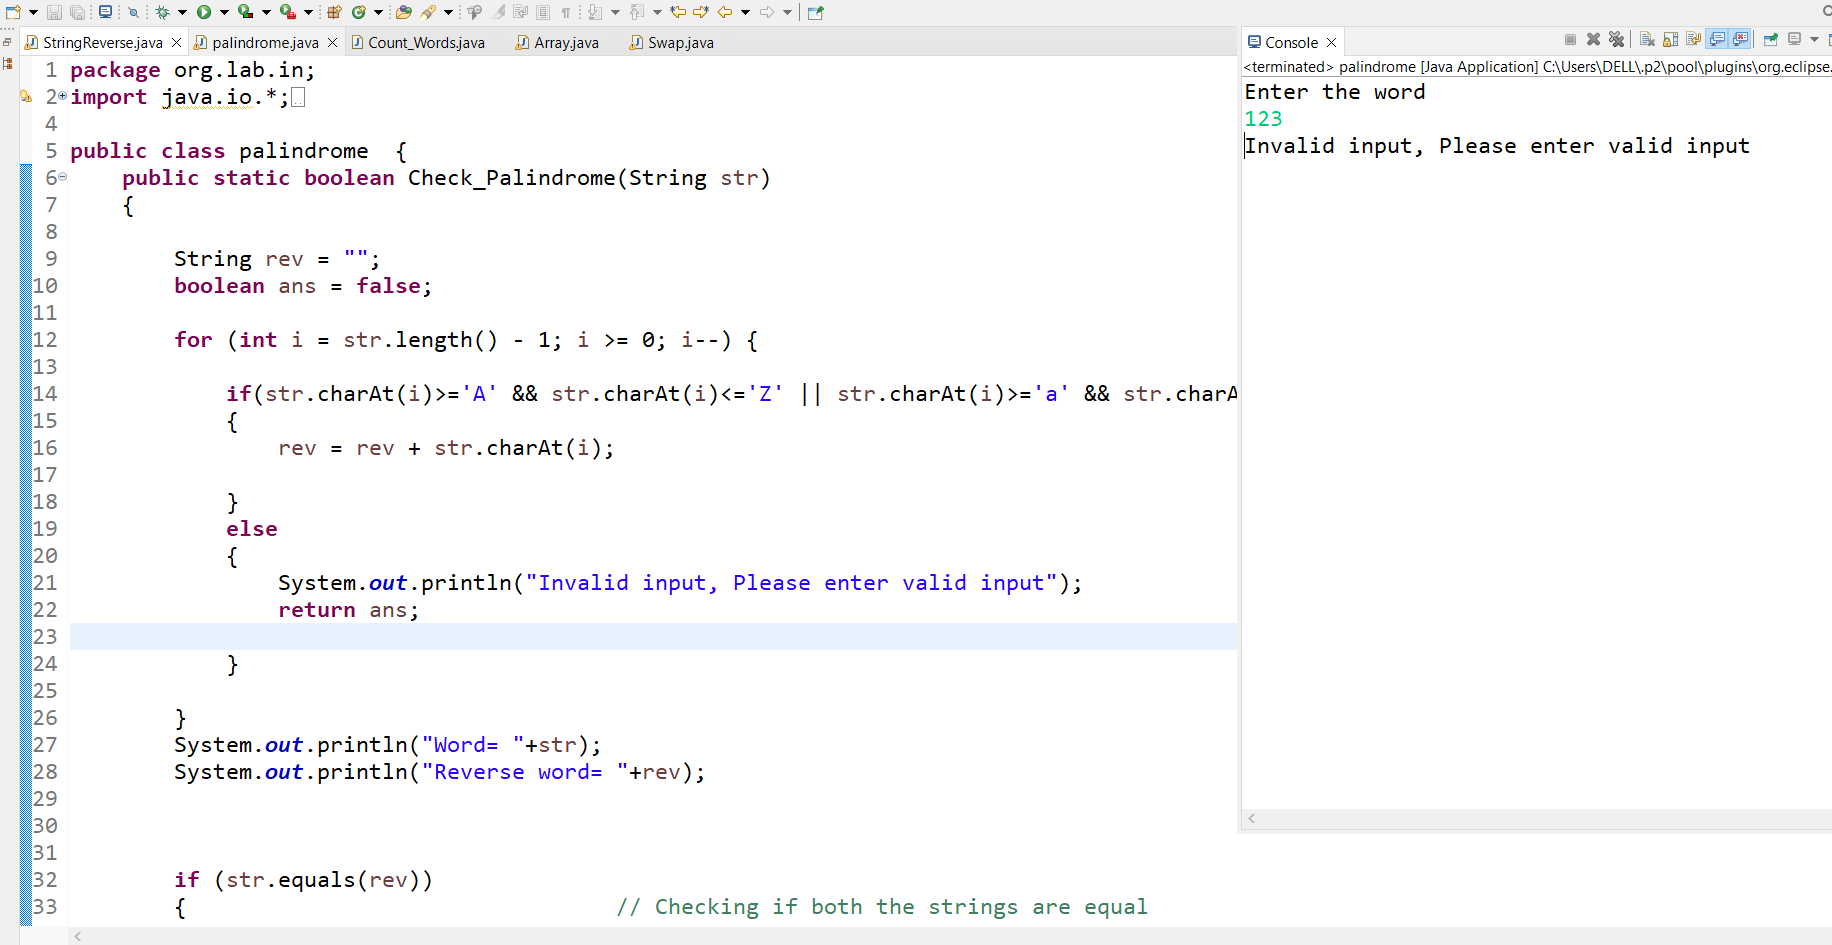 StringReverse.java palindrome.java Count_Words.java Array.java Swap.java
1 package org.lab.in;
2 import java.io.*;
4
5 public class palindrome  {
6     public static boolean Check_Palindrome(String str)
7     {
8
9         String rev = "";
10         boolean ans = false;
11
12         for (int i = str.length() - 1; i >= 0; i--) {
13
14             if(str.charAt(i)>='A' && str.charAt(i)<='Z' || str.charAt(i)>='a' && str.charA
15             {
16                 rev = rev + str.charAt(i);
17
18             }
19             else
20             {
21                 System.out.println("Invalid input, Please enter valid input");
22                 return ans;
23
24             }
25
26         }
27         System.out.println("Word= "+str);
28         System.out.println("Reverse word= "+rev);
29
30
31
32         if (str.equals(rev))
33         {                                 // Checking if both the strings are equal
Console
<terminated> palindrome [Java Application] C:\Users\DELL\.p2\pool\plugins\org.eclipse.
Enter the word
123
Invalid input, Please enter valid input